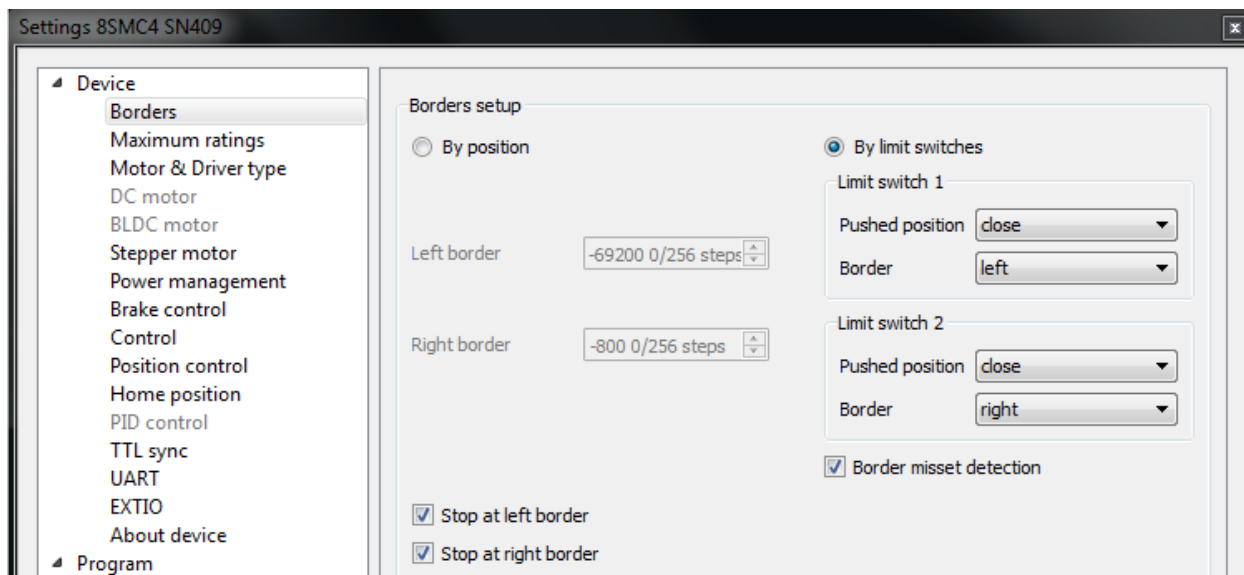 Settings 8SMC4 SN409
Device
Borders
Maximum ratings
Motor & Driver type
DC motor
BLDC motor
Stepper motor
Power management
Brake control
Control
Position control
Home position
PID control
TTL sync
UART
EXTIO
About device
Program
Borders setup
By position
Left border -69200 0/256 steps
Right border -800 0/256 steps
By limit switches
Limit switch 1
Pushed position close
Border left
Limit switch 2
Pushed position close
Border right
Border misset detection
Stop at left border
Stop at right border